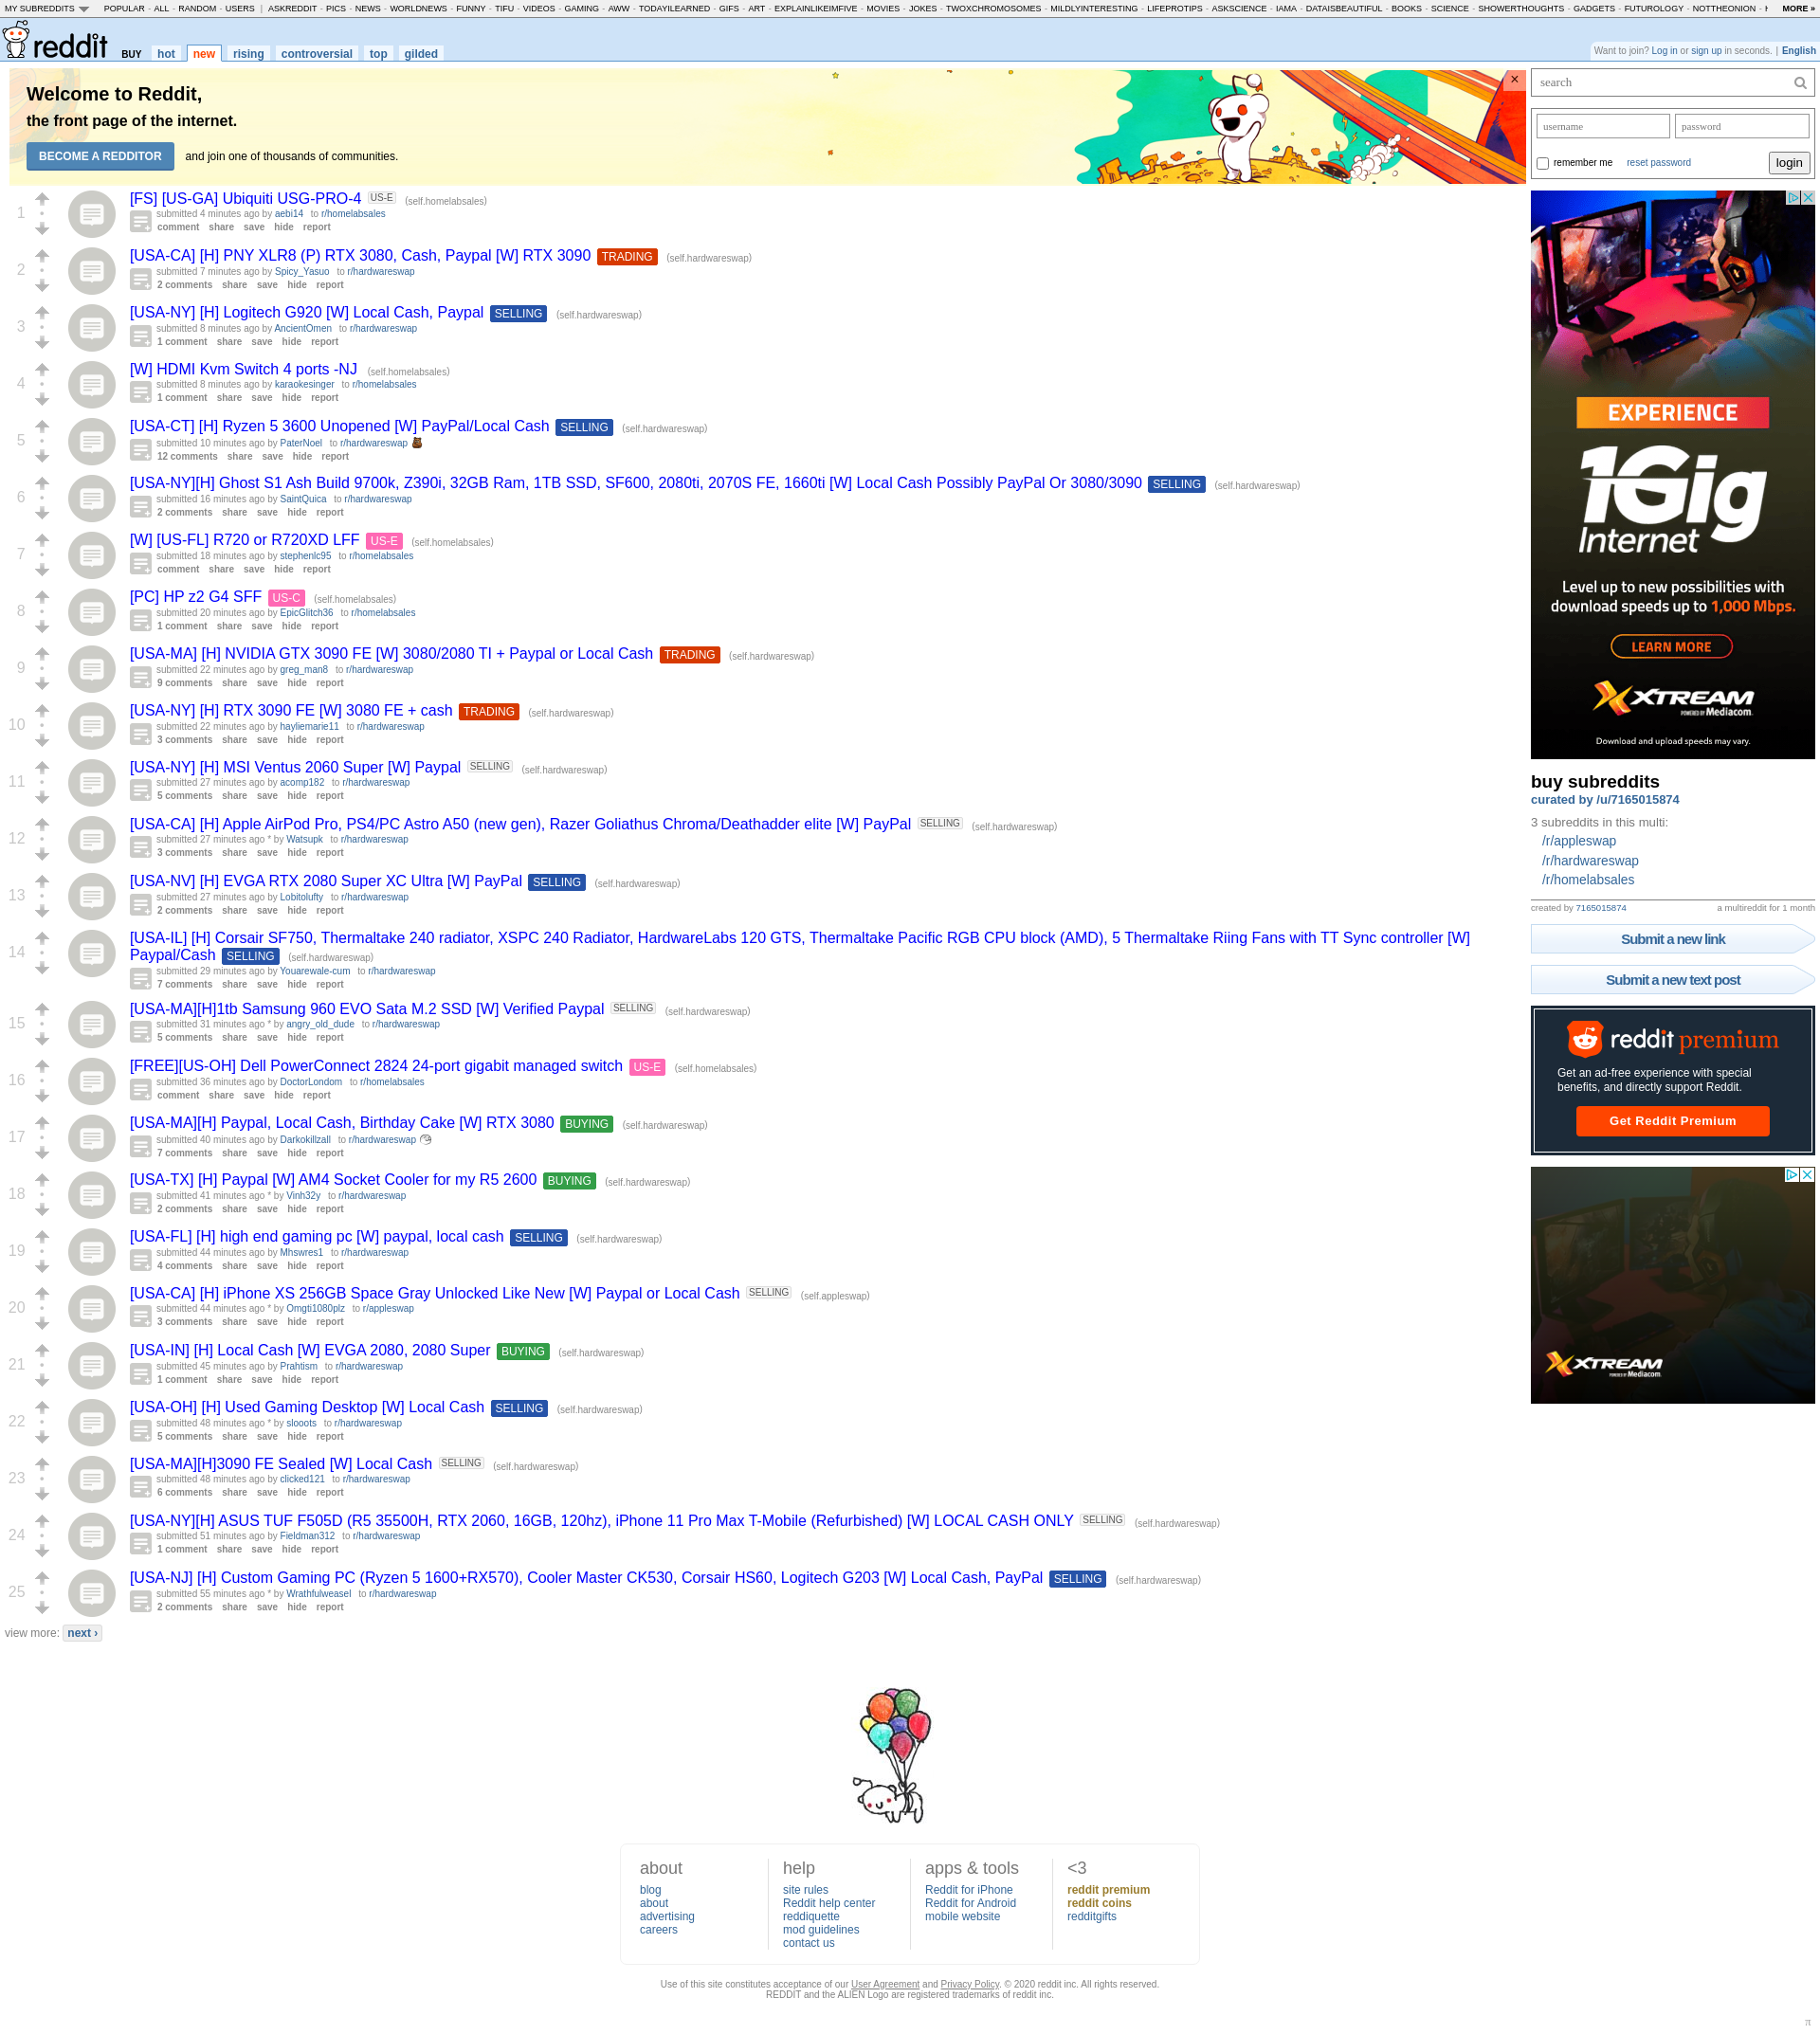 MY SUBREDDITS POPULAR - ALL - RANDOM - USERS | ASKREDDIT - PICS - NEWS - WORLDNEWS - FUNNY - TIFU - VIDEOS - GAMING - AWW - TODAYILEARNED - GIFS - ART - EXPLAINLIKEIMFIVE - MOVIES - JOKES - TWOXCHROMOSOMES - MILDLYINTERESTING - LIFEPROTIPS - ASKSCIENCE - IAMA - DATAISBEAUTIFUL - BOOKS - SCIENCE - SHOWERTHOUGHTS - GADGETS - FUTUROLOGY - NOTTHEONION - MORE »
reddit BUY hot new rising controversial top gilded
Want to join? Log in or sign up in seconds. | English
Welcome to Reddit,
the front page of the internet.
BECOME A REDDITOR and join one of thousands of communities.
×
1
[FS] [US-GA] Ubiquiti USG-PRO-4 US-E (self.homelabsales)
submitted 4 minutes ago by aebi14 to r/homelabsales
comment share save hide report
2
[USA-CA] [H] PNY XLR8 (P) RTX 3080, Cash, Paypal [W] RTX 3090 TRADING (self.hardwareswap)
submitted 7 minutes ago by Spicy_Yasuo to r/hardwareswap
2 comments share save hide report
3
[USA-NY] [H] Logitech G920 [W] Local Cash, Paypal SELLING (self.hardwareswap)
submitted 8 minutes ago by AncientOmen to r/hardwareswap
1 comment share save hide report
4
[W] HDMI Kvm Switch 4 ports -NJ (self.homelabsales)
submitted 8 minutes ago by karaokesinger to r/homelabsales
1 comment share save hide report
5
[USA-CT] [H] Ryzen 5 3600 Unopened [W] PayPal/Local Cash SELLING (self.hardwareswap)
submitted 10 minutes ago by PaterNoel to r/hardwareswap
12 comments share save hide report
6
[USA-NY][H] Ghost S1 Ash Build 9700k, Z390i, 32GB Ram, 1TB SSD, SF600, 2080ti, 2070S FE, 1660ti [W] Local Cash Possibly PayPal Or 3080/3090 SELLING (self.hardwareswap)
submitted 16 minutes ago by SaintQuica to r/hardwareswap
2 comments share save hide report
7
[W] [US-FL] R720 or R720XD LFF US-E (self.homelabsales)
submitted 18 minutes ago by stephenlc95 to r/homelabsales
comment share save hide report
8
[PC] HP z2 G4 SFF US-C (self.homelabsales)
submitted 20 minutes ago by EpicGlitch36 to r/homelabsales
1 comment share save hide report
9
[USA-MA] [H] NVIDIA GTX 3090 FE [W] 3080/2080 TI + Paypal or Local Cash TRADING (self.hardwareswap)
submitted 22 minutes ago by greg_man8 to r/hardwareswap
9 comments share save hide report
10
[USA-NY] [H] RTX 3090 FE [W] 3080 FE + cash TRADING (self.hardwareswap)
submitted 22 minutes ago by hayliemarie11 to r/hardwareswap
3 comments share save hide report
11
[USA-NY] [H] MSI Ventus 2060 Super [W] Paypal SELLING (self.hardwareswap)
submitted 27 minutes ago by acomp182 to r/hardwareswap
5 comments share save hide report
12
[USA-CA] [H] Apple AirPod Pro, PS4/PC Astro A50 (new gen), Razer Goliathus Chroma/Deathadder elite [W] PayPal SELLING (self.hardwareswap)
submitted 27 minutes ago * by Watsupk to r/hardwareswap
3 comments share save hide report
13
[USA-NV] [H] EVGA RTX 2080 Super XC Ultra [W] PayPal SELLING (self.hardwareswap)
submitted 27 minutes ago by Lobitolufty to r/hardwareswap
2 comments share save hide report
14
[USA-IL] [H] Corsair SF750, Thermaltake 240 radiator, XSPC 240 Radiator, HardwareLabs 120 GTS, Thermaltake Pacific RGB CPU block (AMD), 5 Thermaltake Riing Fans with TT Sync controller [W]
Paypal/Cash SELLING (self.hardwareswap)
submitted 29 minutes ago by Youarewale-cum to r/hardwareswap
7 comments share save hide report
15
[USA-MA][H]1tb Samsung 960 EVO Sata M.2 SSD [W] Verified Paypal SELLING (self.hardwareswap)
submitted 31 minutes ago * by angry_old_dude to r/hardwareswap
5 comments share save hide report
16
[FREE][US-OH] Dell PowerConnect 2824 24-port gigabit managed switch US-E (self.homelabsales)
submitted 36 minutes ago by DoctorLondom to r/homelabsales
comment share save hide report
17
[USA-MA][H] Paypal, Local Cash, Birthday Cake [W] RTX 3080 BUYING (self.hardwareswap)
submitted 40 minutes ago by Darkokillzall to r/hardwareswap
7 comments share save hide report
18
[USA-TX] [H] Paypal [W] AM4 Socket Cooler for my R5 2600 BUYING (self.hardwareswap)
submitted 41 minutes ago * by Vinh32y to r/hardwareswap
2 comments share save hide report
19
[USA-FL] [H] high end gaming pc [W] paypal, local cash SELLING (self.hardwareswap)
submitted 44 minutes ago by Mhswres1 to r/hardwareswap
4 comments share save hide report
20
[USA-CA] [H] iPhone XS 256GB Space Gray Unlocked Like New [W] Paypal or Local Cash SELLING (self.appleswap)
submitted 44 minutes ago * by Omgti1080plz to r/appleswap
3 comments share save hide report
21
[USA-IN] [H] Local Cash [W] EVGA 2080, 2080 Super BUYING (self.hardwareswap)
submitted 45 minutes ago by Prahtism to r/hardwareswap
1 comment share save hide report
22
[USA-OH] [H] Used Gaming Desktop [W] Local Cash SELLING (self.hardwareswap)
submitted 48 minutes ago * by slooots to r/hardwareswap
5 comments share save hide report
23
[USA-MA][H]3090 FE Sealed [W] Local Cash SELLING (self.hardwareswap)
submitted 48 minutes ago by clicked121 to r/hardwareswap
6 comments share save hide report
24
[USA-NY][H] ASUS TUF F505D (R5 35500H, RTX 2060, 16GB, 120hz), iPhone 11 Pro Max T-Mobile (Refurbished) [W] LOCAL CASH ONLY SELLING (self.hardwareswap)
submitted 51 minutes ago by Fieldman312 to r/hardwareswap
1 comment share save hide report
25
[USA-NJ] [H] Custom Gaming PC (Ryzen 5 1600+RX570), Cooler Master CK530, Corsair HS60, Logitech G203 [W] Local Cash, PayPal SELLING (self.hardwareswap)
submitted 55 minutes ago * by Wrathfulweasel to r/hardwareswap
2 comments share save hide report
view more: next ›
search
username password
remember me reset password login
EXPERIENCE
1Gig
Internet
Level up to new possibilities with
download speeds up to 1,000 Mbps.
LEARN MORE
XTREAM
POWERED BY Mediacom
Download and upload speeds may vary.
buy subreddits
curated by /u/7165015874
3 subreddits in this multi:
/r/appleswap
/r/hardwareswap
/r/homelabsales
created by 7165015874 a multireddit for 1 month
Submit a new link
Submit a new text post
reddit premium
Get an ad-free experience with special
benefits, and directly support Reddit.
Get Reddit Premium
XTREAM
POWERED BY Mediacom
about
blog
about
advertising
careers
help
site rules
Reddit help center
reddiquette
mod guidelines
contact us
apps & tools
Reddit for iPhone
Reddit for Android
mobile website
<3
reddit premium
reddit coins
redditgifts
Use of this site constitutes acceptance of our User Agreement and Privacy Policy. © 2020 reddit inc. All rights reserved.
REDDIT and the ALIEN Logo are registered trademarks of reddit inc.
π